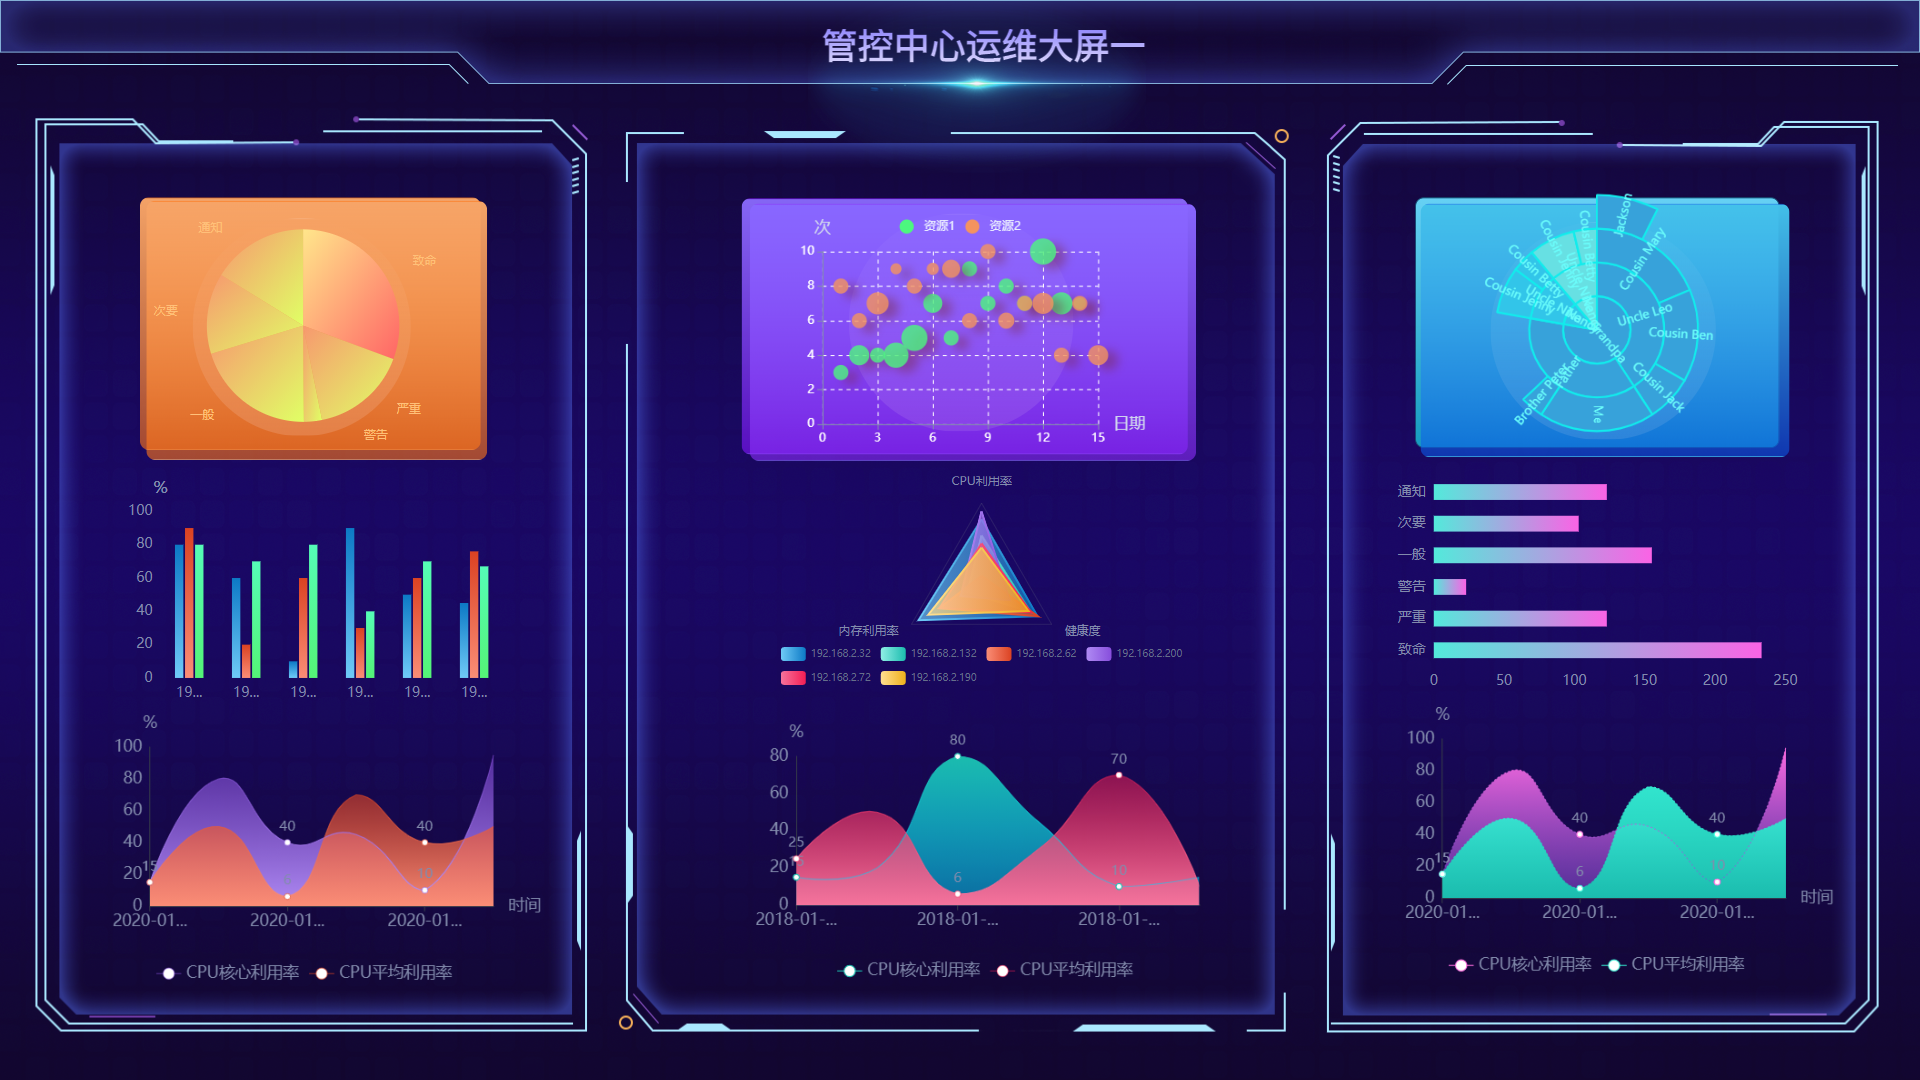 管控中心运维大屏一
通知
致命
次要
一般
严重
警告
%
100
80
60
40
20
0
19... 19... 19... 19... 19... 19...
%
100
80
60
40
20
0
15
40
40
10
2020-01... 2020-01... 2020-01...
时间
CPU核心利用率 CPU平均利用率
次
资源1 资源2
10
8
6
4
2
0
0 3 6 9 12 15
日期
CPU利用率
内存利用率 健康度
192.168.2.32 192.168.2.132 192.168.2.62 192.168.2.200
192.168.2.72 192.168.2.190
%
80
60
40
20
0
25
15
80
6
70
10
2018-01-... 2018-01-... 2018-01-...
CPU核心利用率 CPU平均利用率
Jackson
Cousin Mary
Uncle Leo
Cousin Ben
Grandpa
Cousin Jack
Father
Me
Brother Peter
Cousin Jenny
Cousin Betty
Nancy
Cousin Betty
通知
次要
一般
警告
严重
致命
0 50 100 150 200 250
%
100
80
60
40
20
0
15
40
6
40
10
2020-01... 2020-01... 2020-01...
时间
CPU核心利用率 CPU平均利用率